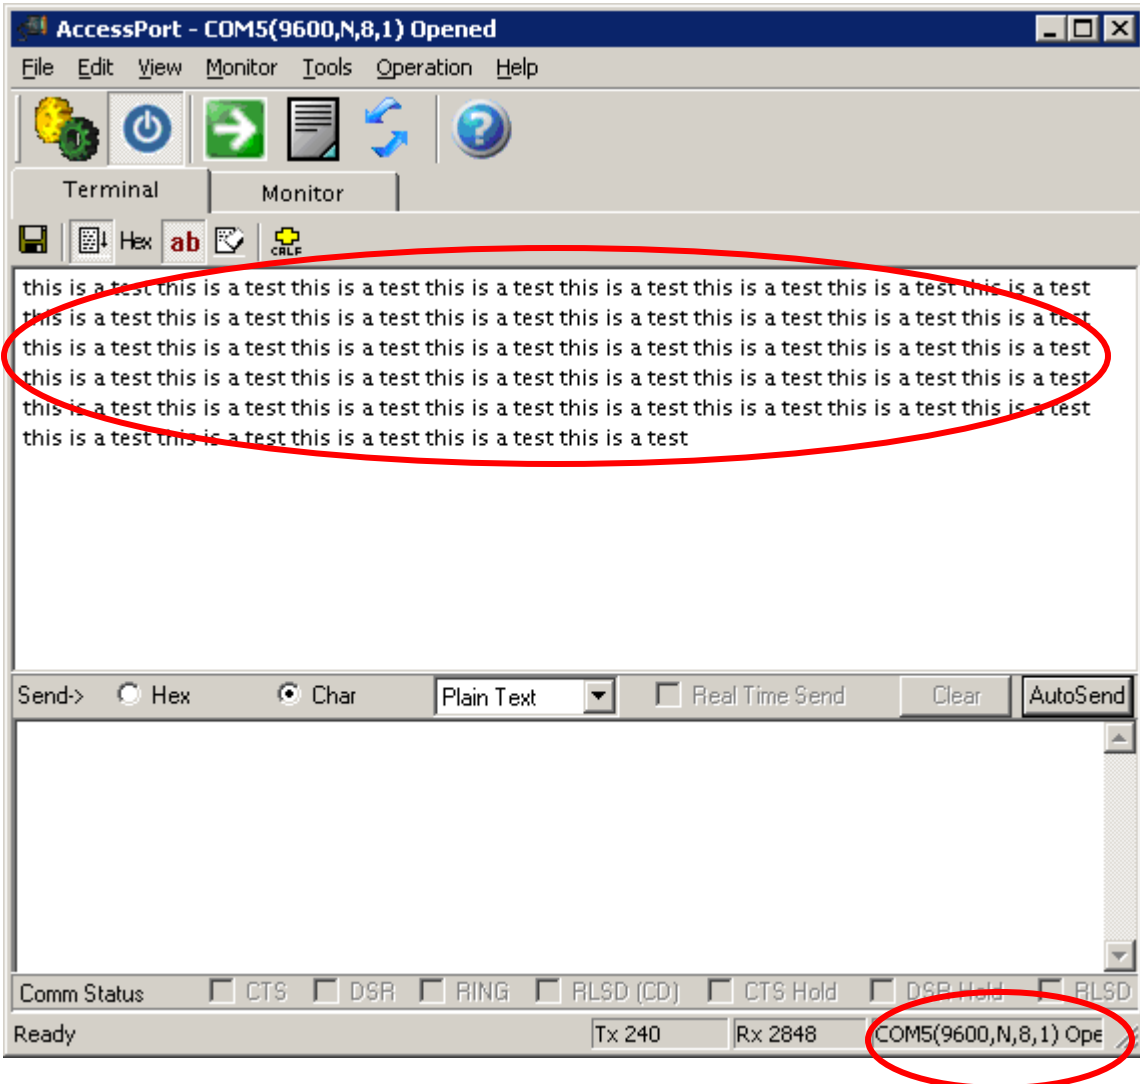 AccessPort - COM5(9600,N,8,1) Opened
File Edit View Monitor Tools Operation Help
Terminal Monitor
Hex ab CRLF
this is a test this is a test this is a test this is a test this is a test this is a test this is a test this is a test
this is a test this is a test this is a test this is a test this is a test this is a test this is a test this is a test
this is a test this is a test this is a test this is a test this is a test this is a test this is a test this is a test
this is a test this is a test this is a test this is a test this is a test this is a test this is a test this is a test
this is a test this is a test this is a test this is a test this is a test this is a test this is a test this is a test
this is a test this is a test this is a test this is a test this is a test
Send-> Hex Char Plain Text Real Time Send Clear AutoSend
Comm Status CTS DSR RING RLSD (CD) CTS Hold DSR Hold RLSD
Ready Tx 240 Rx 2848 COM5(9600,N,8,1) Ope